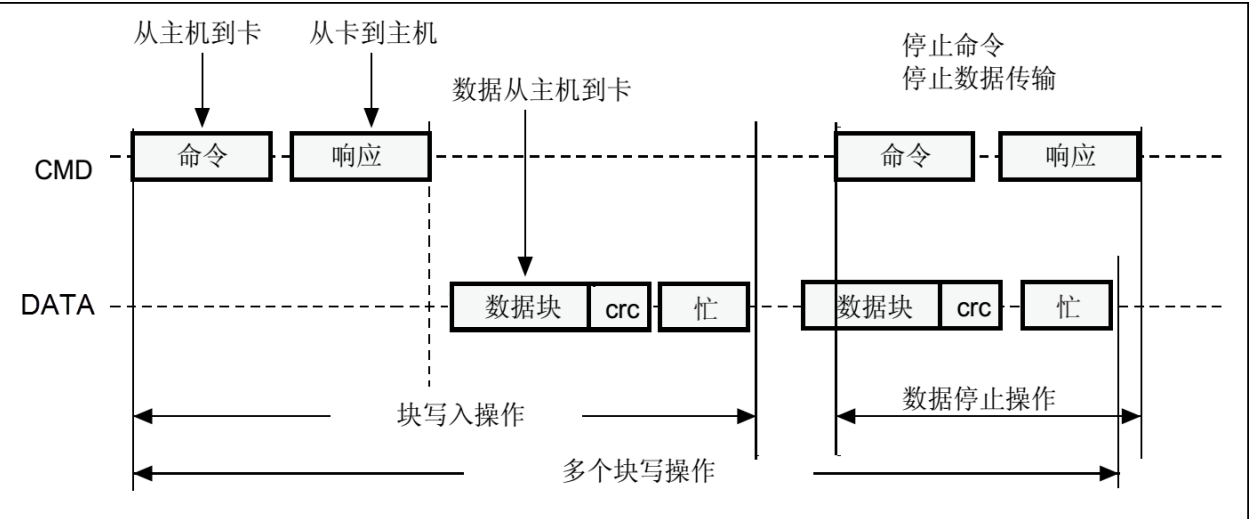 从主机到卡
从卡到主机
停止命令
停止数据传输
数据从主机到卡
CMD
命令
响应
命令
响应
DATA
数据块
crc
忙
数据块
crc
忙
块写入操作
数据停止操作
多个块写操作